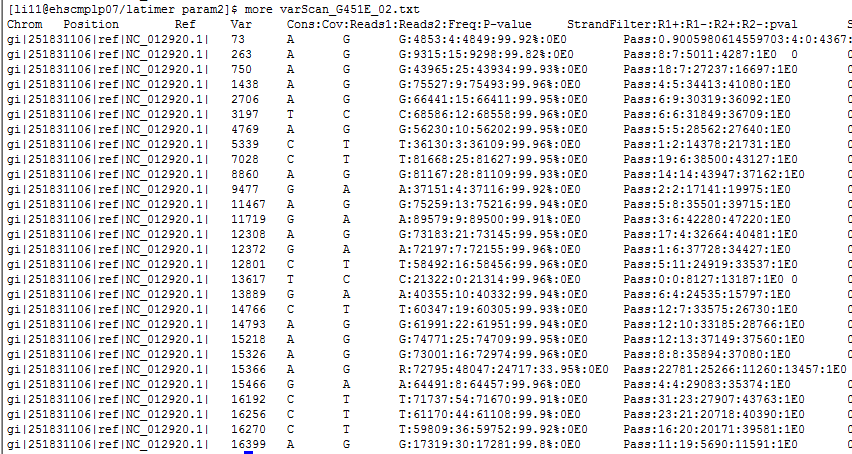 [li11@ehscmplp07/latimer param2]$ more varScan_G451E_02.txt
Chrom Position Ref Var Cons:Cov:Reads1:Reads2:Freq:P-value StrandFilter:R1+:R1-:R2+:R2-:pval S
gi|251831106|ref|NC_012920.1| 73 A G G:4853:4:4849:99.92%:0E0 Pass:0.9005980614559703:4:0:4367:
gi|251831106|ref|NC_012920.1| 263 A G G:9315:15:9298:99.82%:0E0 Pass:8:7:5011:4287:1E0 0
gi|251831106|ref|NC_012920.1| 750 A G G:43965:25:43934:99.93%:0E0 Pass:18:7:27237:16697:1E0
gi|251831106|ref|NC_012920.1| 1438 A G G:75527:9:75493:99.96%:0E0 Pass:4:5:34413:41080:1E0
gi|251831106|ref|NC_012920.1| 2706 A G G:66441:15:66411:99.95%:0E0 Pass:6:9:30319:36092:1E0
gi|251831106|ref|NC_012920.1| 3197 T C C:68586:12:68558:99.96%:0E0 Pass:6:6:31849:36709:1E0
gi|251831106|ref|NC_012920.1| 4769 A G G:56230:10:56202:99.95%:0E0 Pass:5:5:28562:27640:1E0
gi|251831106|ref|NC_012920.1| 5339 C T T:36130:3:36109:99.96%:0E0 Pass:1:2:14378:21731:1E0
gi|251831106|ref|NC_012920.1| 7028 C T T:81668:25:81627:99.95%:0E0 Pass:19:6:38500:43127:1E0
gi|251831106|ref|NC_012920.1| 8860 A G G:81167:28:81109:99.93%:0E0 Pass:14:14:43947:37162:1E0
gi|251831106|ref|NC_012920.1| 9477 G A A:37151:4:37116:99.92%:0E0 Pass:2:2:17141:19975:1E0
gi|251831106|ref|NC_012920.1| 11467 A G G:75259:13:75216:99.94%:0E0 Pass:5:8:35501:39715:1E0
gi|251831106|ref|NC_012920.1| 11719 G A A:89579:9:89500:99.91%:0E0 Pass:3:6:42280:47220:1E0
gi|251831106|ref|NC_012920.1| 12308 A G G:73183:21:73145:99.95%:0E0 Pass:17:4:32664:40481:1E0
gi|251831106|ref|NC_012920.1| 12372 G A A:72197:7:72155:99.96%:0E0 Pass:1:6:37728:34427:1E0
gi|251831106|ref|NC_012920.1| 12801 C T T:58492:16:58456:99.96%:0E0 Pass:5:11:24919:33537:1E0
gi|251831106|ref|NC_012920.1| 13617 T C C:21322:0:21314:99.96%:0E0 Pass:0:0:8127:13187:1E0 0
gi|251831106|ref|NC_012920.1| 13889 G A A:40355:10:40332:99.94%:0E0 Pass:6:4:24535:15797:1E0
gi|251831106|ref|NC_012920.1| 14766 C T T:60347:19:60305:99.93%:0E0 Pass:12:7:33575:26730:1E0
gi|251831106|ref|NC_012920.1| 14793 A G G:61991:22:61951:99.94%:0E0 Pass:12:10:33185:28766:1E0
gi|251831106|ref|NC_012920.1| 15218 A G G:74771:25:74709:99.95%:0E0 Pass:12:13:37149:37560:1E0
gi|251831106|ref|NC_012920.1| 15326 A G G:73001:16:72974:99.96%:0E0 Pass:8:8:35894:37080:1E0
gi|251831106|ref|NC_012920.1| 15366 A G R:72795:48047:24717:33.95%:0E0 Pass:22781:25266:11260:13457:1E0
gi|251831106|ref|NC_012920.1| 15466 G A A:64491:8:64457:99.96%:0E0 Pass:4:4:29083:35374:1E0
gi|251831106|ref|NC_012920.1| 16192 C T T:71737:54:71670:99.91%:0E0 Pass:31:23:27907:43763:1E0
gi|251831106|ref|NC_012920.1| 16256 C T T:61170:44:61108:99.9%:0E0 Pass:23:21:20718:40390:1E0
gi|251831106|ref|NC_012920.1| 16270 C T T:59809:36:59752:99.92%:0E0 Pass:16:20:20171:39581:1E0
gi|251831106|ref|NC_012920.1| 16399 A G G:17319:30:17281:99.8%:0E0 Pass:11:19:5690:11591:1E0